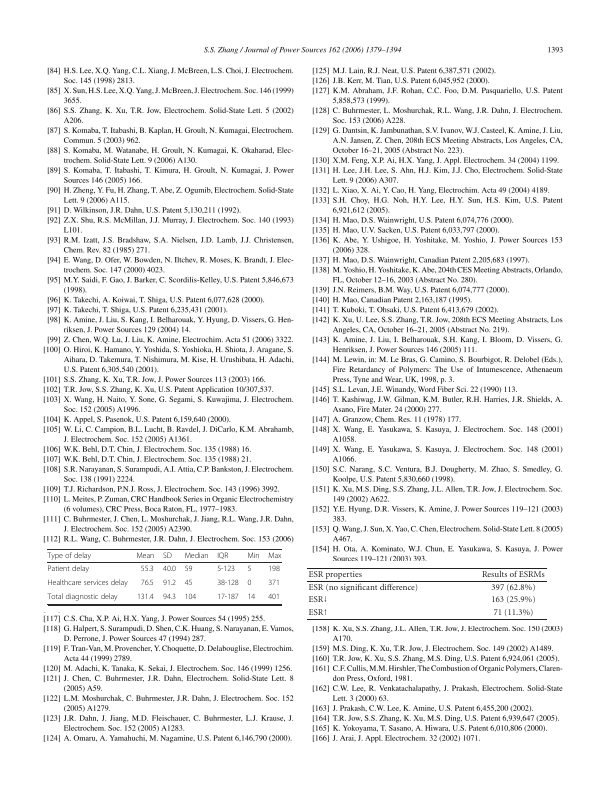 S.S. Zhang / Journal of Power Sources 162 (2006) 1379–1394
1393
[84] H.S. Lee, X.Q. Yang, C.L. Xiang, J. McBreen, L.S. Choi, J. Electrochem.
Soc. 145 (1998) 2813.
[85] X. Sun, H.S. Lee, X.Q. Yang, J. McBreen, J. Electrochem. Soc. 146 (1999)
3655.
[86] S.S. Zhang, K. Xu, T.R. Jow, Electrochem. Solid-State Lett. 5 (2002)
A206.
[87] S. Komaba, T. Itabashi, B. Kaplan, H. Groult, N. Kumagai, Electrochem.
Commun. 5 (2003) 962.
[88] S. Komaba, M. Watanabe, H. Groult, N. Kumagai, K. Okaharad, Elec-
trochem. Solid-State Lett. 9 (2006) A130.
[89] S. Komaba, T. Itabashi, T. Kimura, H. Groult, N. Kumagai, J. Power
Sources 146 (2005) 166.
[90] H. Zheng, Y. Fu, H. Zhang, T. Abe, Z. Ogumib, Electrochem. Solid-State
Lett. 9 (2006) A115.
[91] D. Wilkinson, J.R. Dahn, U.S. Patent 5,130,211 (1992).
[92] Z.X. Shu, R.S. McMillan, J.J. Murray, J. Electrochem. Soc. 140 (1993)
L101.
[93] R.M. Izatt, J.S. Bradshaw, S.A. Nielsen, J.D. Lamb, J.J. Christensen,
Chem. Rev. 82 (1985) 271.
[94] E. Wang, D. Ofer, W. Bowden, N. Iltchev, R. Moses, K. Brandt, J. Elec-
trochem. Soc. 147 (2000) 4023.
[95] M.Y. Saidi, F. Gao, J. Barker, C. Scordilis-Kelley, U.S. Patent 5,846,673
(1998).
[96] K. Takechi, A. Koiwai, T. Shiga, U.S. Patent 6,077,628 (2000).
[97] K. Takechi, T. Shiga, U.S. Patent 6,235,431 (2001).
[98] K. Amine, J. Liu, S. Kang, I. Belharouak, Y. Hyung, D. Vissers, G. Hen-
riksen, J. Power Sources 129 (2004) 14.
[99] Z. Chen, W.Q. Lu, J. Liu, K. Amine, Electrochim. Acta 51 (2006) 3322.
[100] O. Hiroi, K. Hamano, Y. Yoshida, S. Yoshioka, H. Shiota, J. Aragane, S.
Aihara, D. Takemura, T. Nishimura, M. Kise, H. Urushibata, H. Adachi,
U.S. Patent 6,305,540 (2001).
[101] S.S. Zhang, K. Xu, T.R. Jow, J. Power Sources 113 (2003) 166.
[102] T.R. Jow, S.S. Zhang, K. Xu, U.S. Patent Application 10/307,537.
[103] X. Wang, H. Naito, Y. Sone, G. Segami, S. Kuwajima, J. Electrochem.
Soc. 152 (2005) A1996.
[104] K. Appel, S. Pasenok, U.S. Patent 6,159,640 (2000).
[105] W. Li, C. Campion, B.L. Lucht, B. Ravdel, J. DiCarlo, K.M. Abrahamb,
J. Electrochem. Soc. 152 (2005) A1361.
[106] W.K. Behl, D.T. Chin, J. Electrochem. Soc. 135 (1988) 16.
[107] W.K. Behl, D.T. Chin, J. Electrochem. Soc. 135 (1988) 21.
[108] S.R. Narayanan, S. Surampudi, A.I. Attia, C.P. Bankston, J. Electrochem.
Soc. 138 (1991) 2224.
[109] T.J. Richardson, P.N.J. Ross, J. Electrochem. Soc. 143 (1996) 3992.
[110] L. Meites, P. Zuman, CRC Handbook Series in Organic Electrochemistry
(6 volumes), CRC Press, Boca Raton, FL, 1977–1983.
[111] C. Buhrmester, J. Chen, L. Moshurchak, J. Jiang, R.L. Wang, J.R. Dahn,
J. Electrochem. Soc. 152 (2005) A2390.
[112] R.L. Wang, C. Buhrmester, J.R. Dahn, J. Electrochem. Soc. 153 (2006)
Type of delay Mean SD Median IQR Min Max
Patient delay 55.3 40.0 59 5-123 5 198
Healthcare services delay 76.5 91.2 45 38-128 0 371
Total diagnostic delay 131.4 94.3 104 17-187 14 401
[117] C.S. Cha, X.P. Ai, H.X. Yang, J. Power Sources 54 (1995) 255.
[118] G. Halpert, S. Surampudi, D. Shen, C.K. Huang, S. Narayanan, E. Vamos,
D. Perrone, J. Power Sources 47 (1994) 287.
[119] F. Tran-Van, M. Provencher, Y. Choquette, D. Delabouglise, Electrochim.
Acta 44 (1999) 2789.
[120] M. Adachi, K. Tanaka, K. Sekai, J. Electrochem. Soc. 146 (1999) 1256.
[121] J. Chen, C. Buhrmester, J.R. Dahn, Electrochem. Solid-State Lett. 8
(2005) A59.
[122] L.M. Moshurchak, C. Buhrmester, J.R. Dahn, J. Electrochem. Soc. 152
(2005) A1279.
[123] J.R. Dahn, J. Jiang, M.D. Fleischauer, C. Buhrmester, L.J. Krause, J.
Electrochem. Soc. 152 (2005) A1283.
[124] A. Omaru, A. Yamahuchi, M. Nagamine, U.S. Patent 6,146,790 (2000).
[125] M.J. Lain, R.J. Neat, U.S. Patent 6,387,571 (2002).
[126] J.B. Kerr, M. Tian, U.S. Patent 6,045,952 (2000).
[127] K.M. Abraham, J.F. Rohan, C.C. Foo, D.M. Pasquariello, U.S. Patent
5,858,573 (1999).
[128] C. Buhrmester, L. Moshurchak, R.L. Wang, J.R. Dahn, J. Electrochem.
Soc. 153 (2006) A228.
[129] G. Dantsin, K. Jambunathan, S.V. Ivanov, W.J. Casteel, K. Amine, J. Liu,
A.N. Jansen, Z. Chen, 208th ECS Meeting Abstracts, Los Angeles, CA,
October 16–21, 2005 (Abstract No. 223).
[130] X.M. Feng, X.P. Ai, H.X. Yang, J. Appl. Electrochem. 34 (2004) 1199.
[131] H. Lee, J.H. Lee, S. Ahn, H.J. Kim, J.J. Cho, Electrochem. Solid-State
Lett. 9 (2006) A307.
[132] L. Xiao, X. Ai, Y. Cao, H. Yang, Electrochim. Acta 49 (2004) 4189.
[133] S.H. Choy, H.G. Noh, H.Y. Lee, H.Y. Sun, H.S. Kim, U.S. Patent
6,921,612 (2005).
[134] H. Mao, D.S. Wainwright, U.S. Patent 6,074,776 (2000).
[135] H. Mao, U.V. Sacken, U.S. Patent 6,033,797 (2000).
[136] K. Abe, Y. Ushigoe, H. Yoshitake, M. Yoshio, J. Power Sources 153
(2006) 328.
[137] H. Mao, D.S. Wainwright, Canadian Patent 2,205,683 (1997).
[138] M. Yoshio, H. Yoshitake, K. Abe, 204th CES Meeting Abstracts, Orlando,
FL, October 12–16, 2003 (Abstract No. 280).
[139] J.N. Reimers, B.M. Way, U.S. Patent 6,074,777 (2000).
[140] H. Mao, Canadian Patent 2,163,187 (1995).
[141] T. Kuboki, T. Ohsaki, U.S. Patent 6,413,679 (2002).
[142] K. Xu, U. Lee, S.S. Zhang, T.R. Jow, 208th ECS Meeting Abstracts, Los
Angeles, CA, October 16–21, 2005 (Abstract No. 219).
[143] K. Amine, J. Liu, I. Belharouak, S.H. Kang, I. Bloom, D. Vissers, G.
Henriksen, J. Power Sources 146 (2005) 111.
[144] M. Lewin, in: M. Le Bras, G. Camino, S. Bourbigot, R. Delobel (Eds.),
Fire Retardancy of Polymers: The Use of Intumescence, Athenaeum
Press, Tyne and Wear, UK, 1998, p. 3.
[145] S.L. Levan, J.E. Winandy, Word Fiber Sci. 22 (1990) 113.
[146] T. Kashiwag, J.W. Gilman, K.M. Butler, R.H. Harries, J.R. Shields, A.
Asano, Fire Mater. 24 (2000) 277.
[147] A. Granzow, Chem. Res. 11 (1978) 177.
[148] X. Wang, E. Yasukawa, S. Kasuya, J. Electrochem. Soc. 148 (2001)
A1058.
[149] X. Wang, E. Yasukawa, S. Kasuya, J. Electrochem. Soc. 148 (2001)
A1066.
[150] S.C. Narang, S.C. Ventura, B.J. Dougherty, M. Zhao, S. Smedley, G.
Koolpe, U.S. Patent 5,830,660 (1998).
[151] K. Xu, M.S. Ding, S.S. Zhang, J.L. Allen, T.R. Jow, J. Electrochem. Soc.
149 (2002) A622.
[152] Y.E. Hyung, D.R. Vissers, K. Amine, J. Power Sources 119–121 (2003)
383.
[153] Q. Wang, J. Sun, X. Yao, C. Chen, Electrochem. Solid-State Lett. 8 (2005)
A467.
[154] H. Ota, A. Kominato, W.J. Chun, E. Yasukawa, S. Kasuya, J. Power
Sources 119–121 (2003) 393.
ESR properties Results of ESRMs
ESR (no significant difference) 397 (62.8%)
ESR↓ 163 (25.9%)
ESR↑ 71 (11.3%)
[158] K. Xu, S.S. Zhang, J.L. Allen, T.R. Jow, J. Electrochem. Soc. 150 (2003)
A170.
[159] M.S. Ding, K. Xu, T.R. Jow, J. Electrochem. Soc. 149 (2002) A1489.
[160] T.R. Jow, K. Xu, S.S. Zhang, M.S. Ding, U.S. Patent 6,924,061 (2005).
[161] C.F. Cullis, M.M. Hirshler, The Combustion of Organic Polymers, Claren-
don Press, Oxford, 1981.
[162] C.W. Lee, R. Venkatachalapathy, J. Prakash, Electrochem. Solid-State
Lett. 3 (2000) 63.
[163] J. Prakash, C.W. Lee, K. Amine, U.S. Patent 6,455,200 (2002).
[164] T.R. Jow, S.S. Zhang, K. Xu, M.S. Ding, U.S. Patent 6,939,647 (2005).
[165] K. Yokoyama, T. Sasano, A. Hiwara, U.S. Patent 6,010,806 (2000).
[166] J. Arai, J. Appl. Electrochem. 32 (2002) 1071.